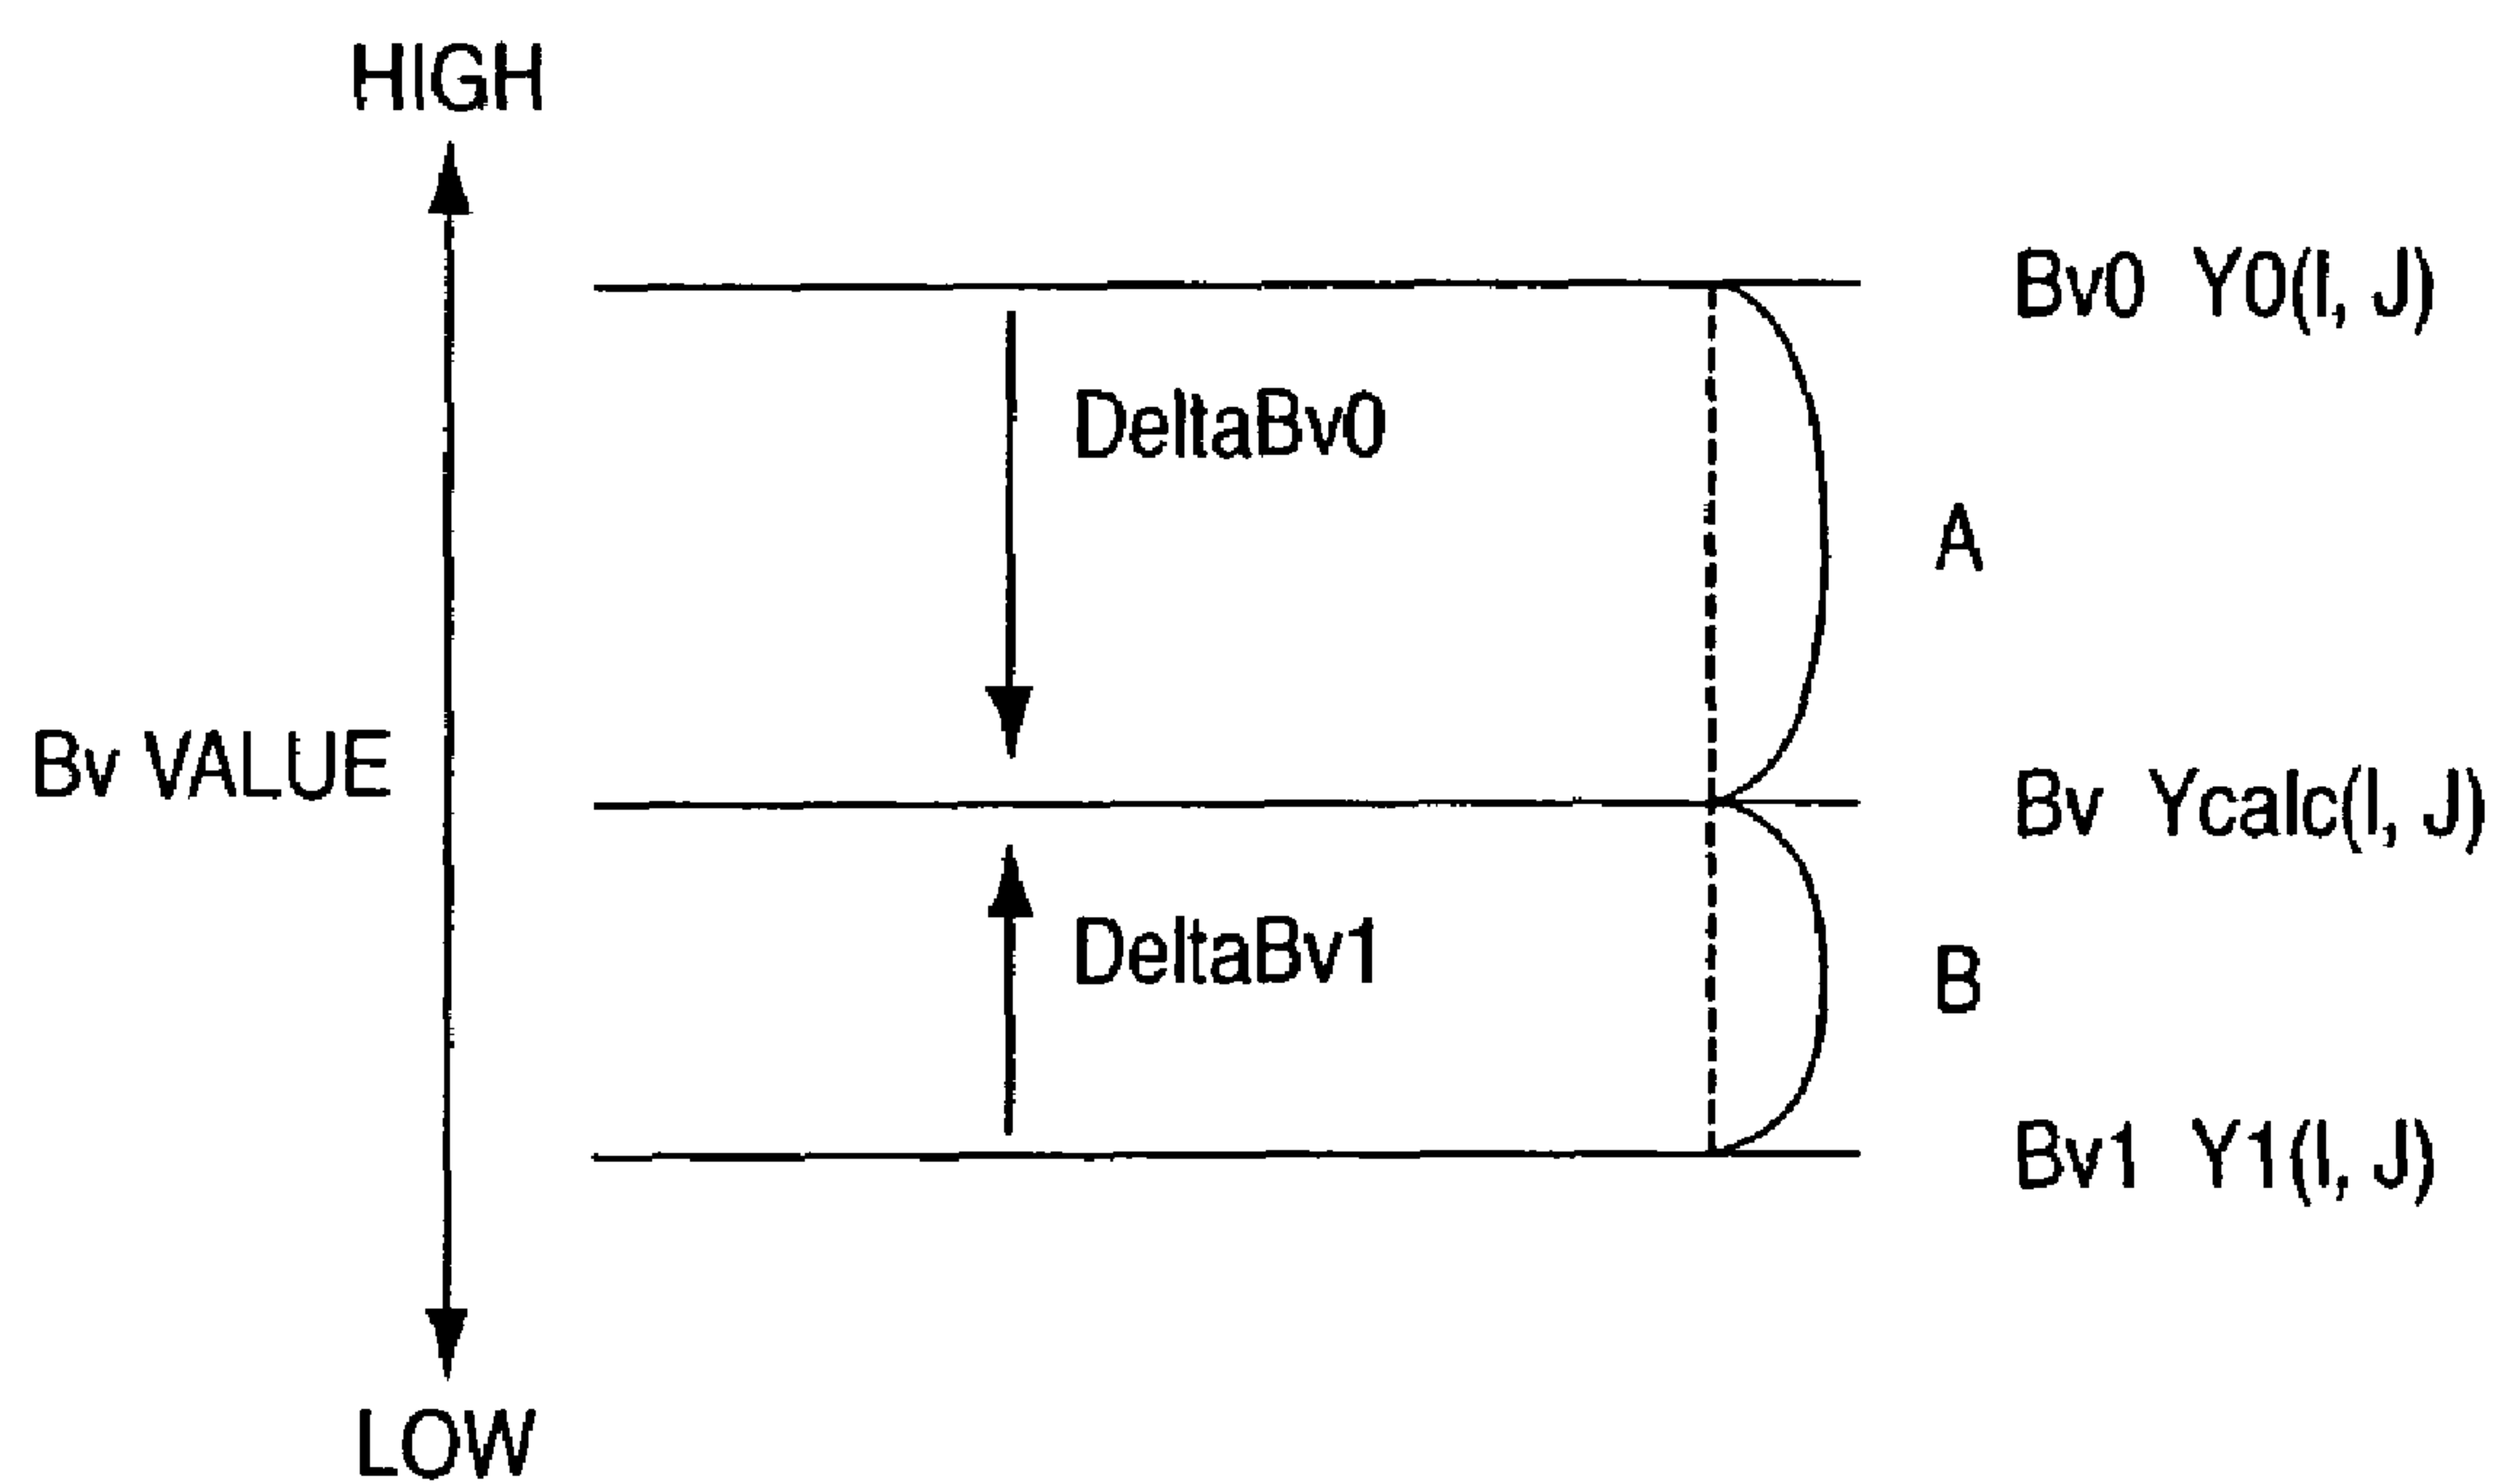 HIGH
Bv0 Y0(I, J)
DeltaBv0
A
Bv VALUE
Bv Ycalc(I, J)
DeltaBv1
B
Bv1 Y1(I, J)
LOW